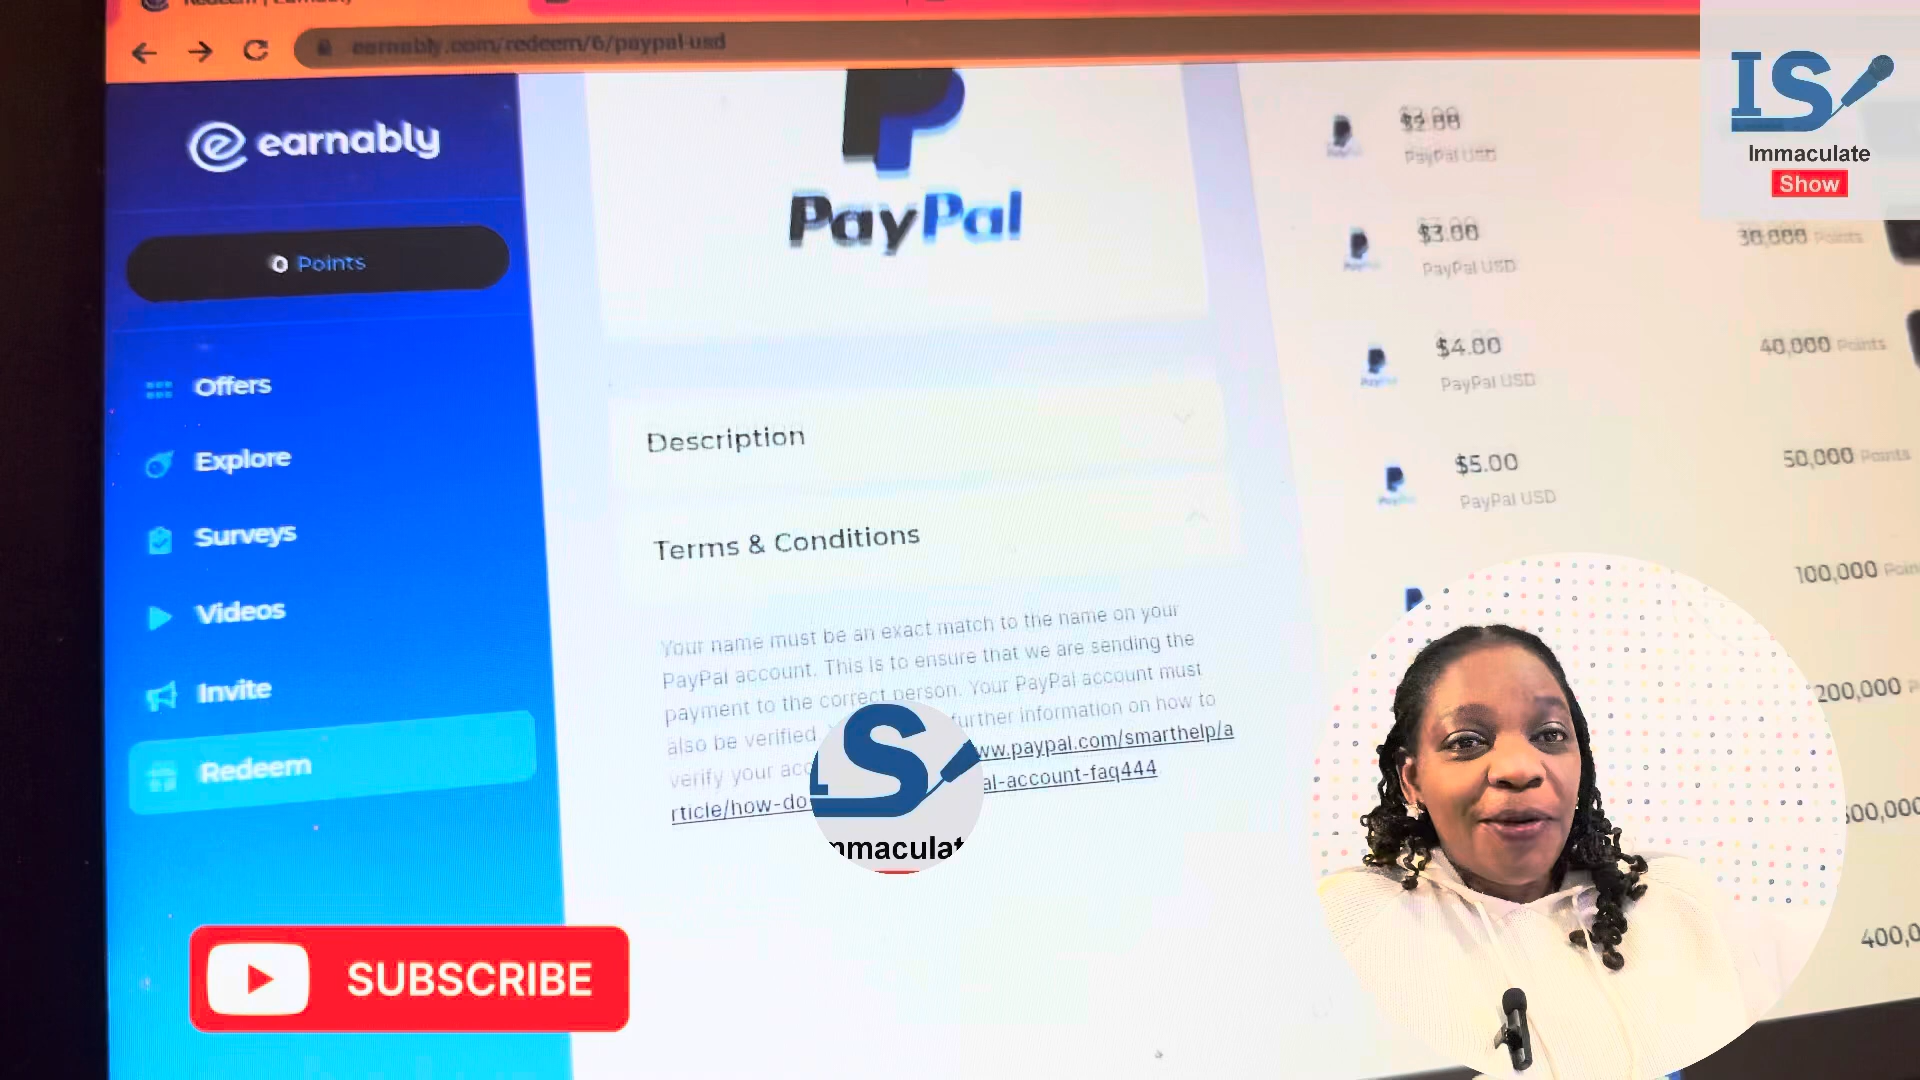 earnably.com/redeem/6/paypal-usd
earnably
0 Points
Offers
Explore
Surveys
Videos
Invite
Redeem
SUBSCRIBE
PayPal
Description
Terms & Conditions
Your name must be an exact match to the name on your
PayPal account. This is to ensure that we are sending the
payment to the correct person. Your PayPal account must
also be verified. further information on how to
verify your ww.paypal.com/smarthelp/a
rticle/how-do al-account-faq444
IS
mmaculat
PayPal USD
$3.00
PayPal USD
30,000 Points
$4.00
PayPal USD
40,000 Points
$5.00
PayPal USD
50,000 Points
100,000
200,000
IS
Immaculate
Show